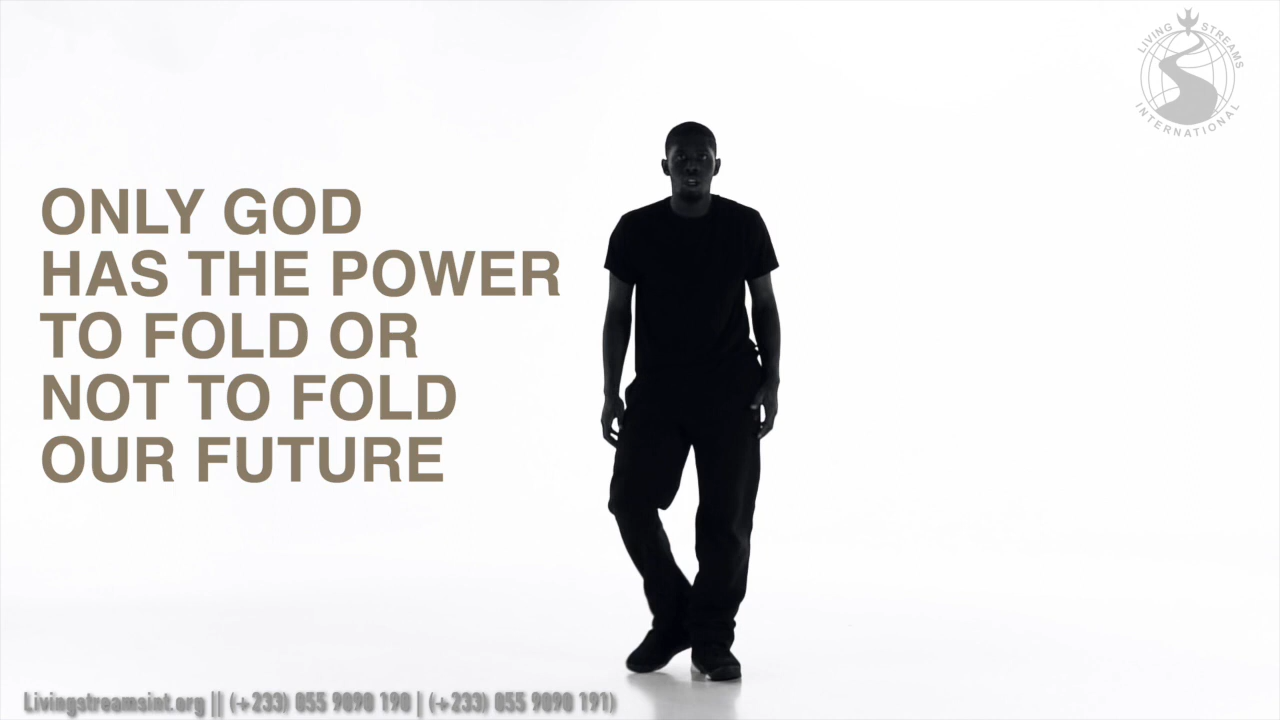 LIVING STREAMS
INTERNATIONAL
ONLY GOD
HAS THE POWER
TO FOLD OR
NOT TO FOLD
OUR FUTURE
Livingstreamsint.org || (+233) 055 9090 190 | (+233) 055 9090 191)